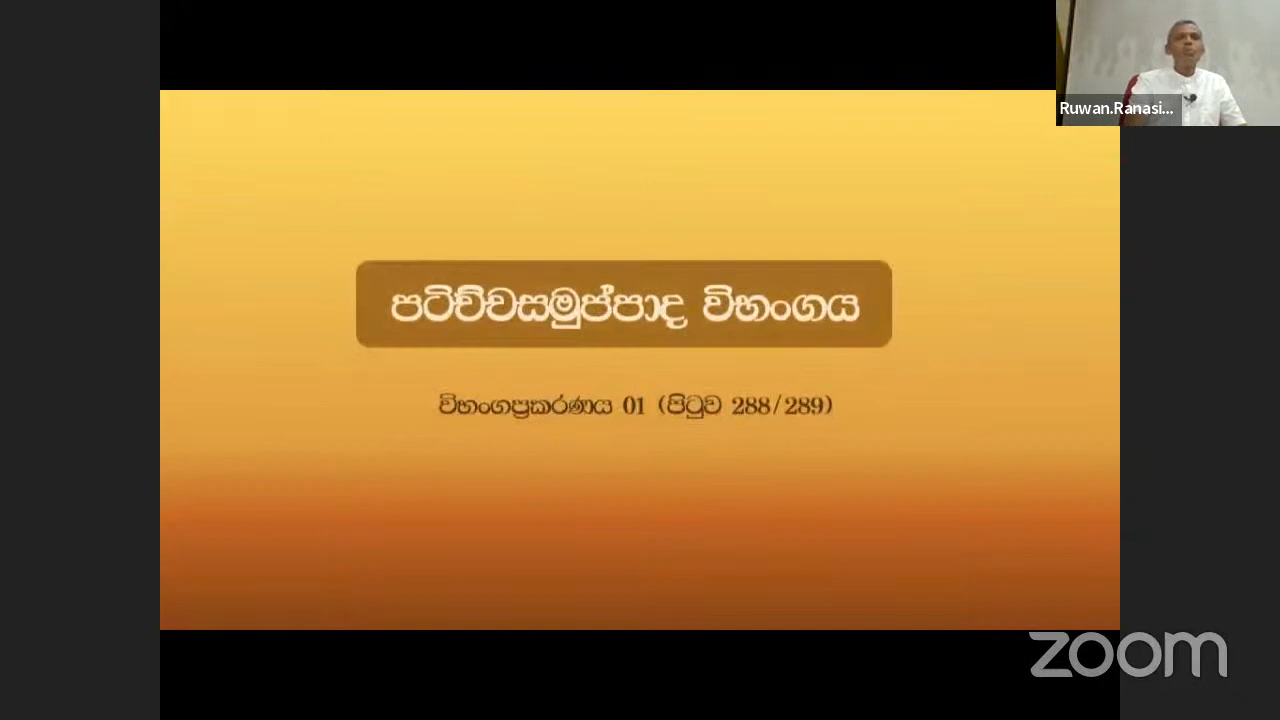 Ruwan.Ranasi...
පටිච්චසමුප්පාද විභංගය
විභංගප්‍රකරණය 01 (පිටුව 288/289)
zoom